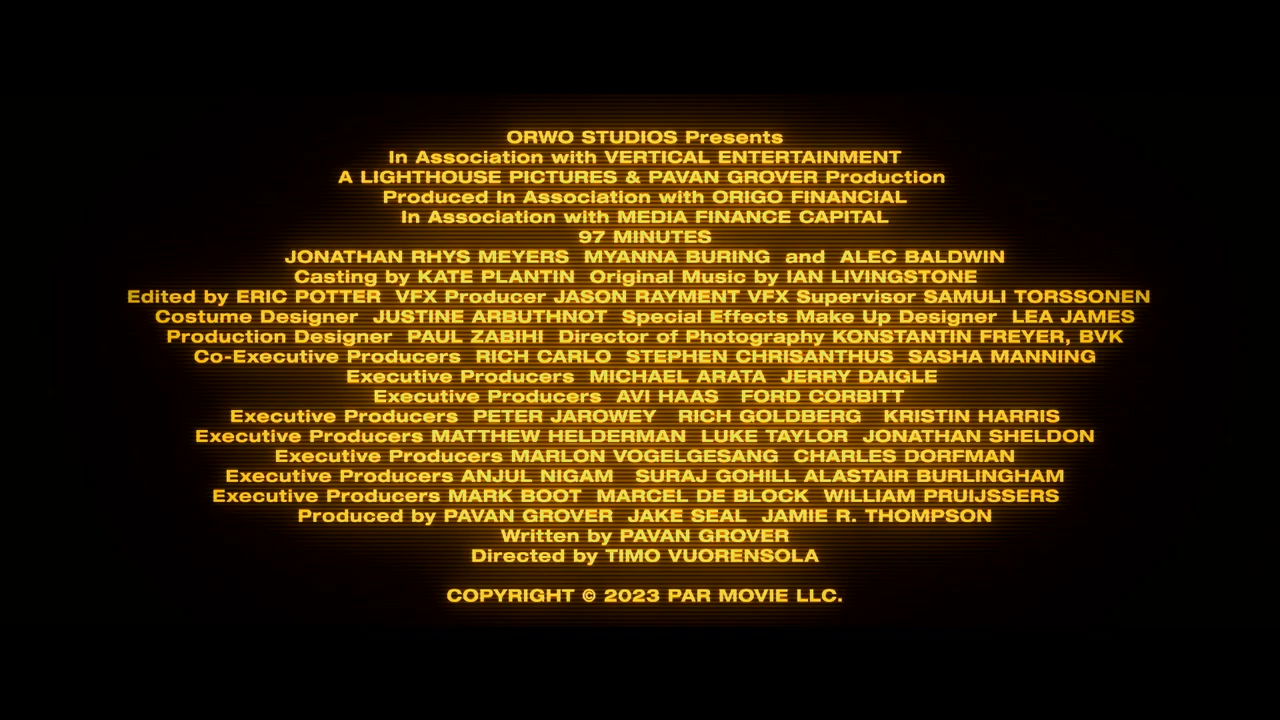 ORWO STUDIOS Presents
In Association with VERTICAL ENTERTAINMENT
A LIGHTHOUSE PICTURES & PAVAN GROVER Production
Produced In Association with ORIGO FINANCIAL
In Association with MEDIA FINANCE CAPITAL
97 MINUTES
JONATHAN RHYS MEYERS MYANNA BURING and ALEC BALDWIN
Casting by KATE PLANTIN Original Music by IAN LIVINGSTONE
Edited by ERIC POTTER VFX Producer JASON RAYMENT VFX Supervisor SAMULI TORSSONEN
Costume Designer JUSTINE ARBUTHNOT Special Effects Make Up Designer LEA JAMES
Production Designer PAUL ZABIHI Director of Photography KONSTANTIN FREYER, BVK
Co-Executive Producers RICH CARLO STEPHEN CHRISANTHUS SASHA MANNING
Executive Producers MICHAEL ARATA JERRY DAIGLE
Executive Producers AVI HAAS FORD CORBITT
Executive Producers PETER JAROWEY RICH GOLDBERG KRISTIN HARRIS
Executive Producers MATTHEW HELDERMAN LUKE TAYLOR JONATHAN SHELDON
Executive Producers MARLON VOGELGESANG CHARLES DORFMAN
Executive Producers ANJUL NIGAM SURAJ GOHILL ALASTAIR BURLINGHAM
Executive Producers MARK BOOT MARCEL DE BLOCK WILLIAM PRUIJSSERS
Produced by PAVAN GROVER JAKE SEAL JAMIE R. THOMPSON
Written by PAVAN GROVER
Directed by TIMO VUORENSOLA
COPYRIGHT © 2023 PAR MOVIE LLC.